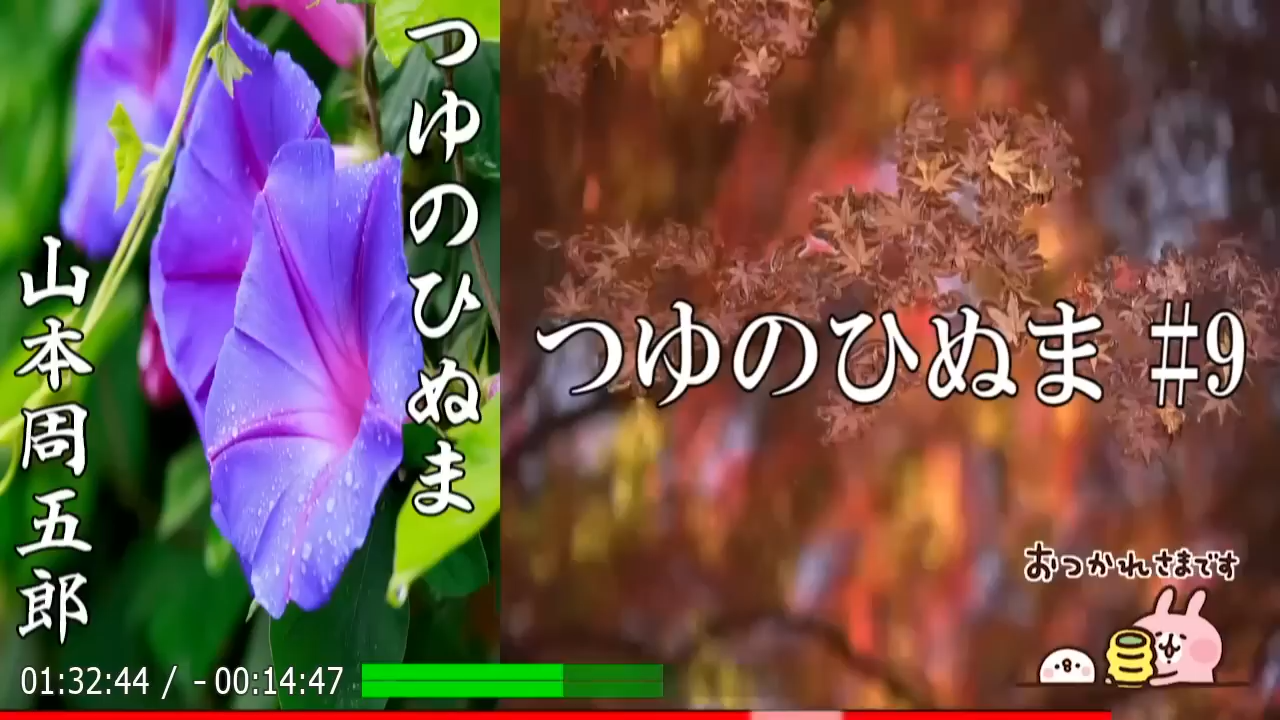 つゆのひぬま
山本周五郎
つゆのひぬま #9
おつかれさまです
01:32:44 / -00:14:47